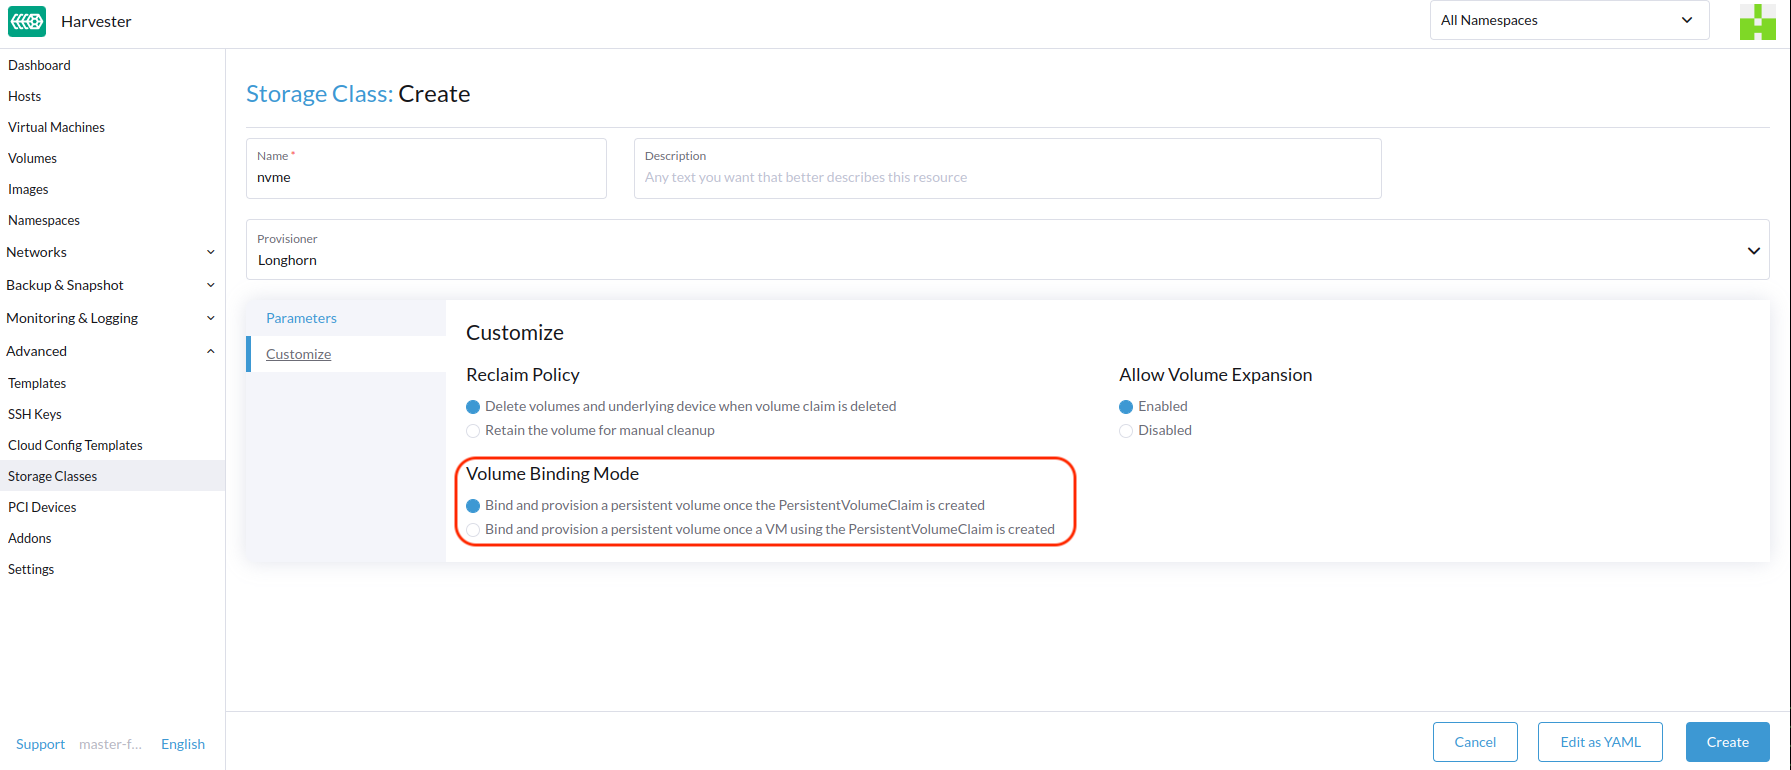 Harvester
All Namespaces
Dashboard
Hosts
Virtual Machines
Volumes
Images
Namespaces
Networks
Backup & Snapshot
Monitoring & Logging
Advanced
Templates
SSH Keys
Cloud Config Templates
Storage Classes
PCI Devices
Addons
Settings
Support master-f... English
Storage Class: Create
Name *
nvme
Description
Any text you want that better describes this resource
Provisioner
Longhorn
Parameters
Customize
Customize
Reclaim Policy
Delete volumes and underlying device when volume claim is deleted
Retain the volume for manual cleanup
Allow Volume Expansion
Enabled
Disabled
Volume Binding Mode
Bind and provision a persistent volume once the PersistentVolumeClaim is created
Bind and provision a persistent volume once a VM using the PersistentVolumeClaim is created
Cancel
Edit as YAML
Create